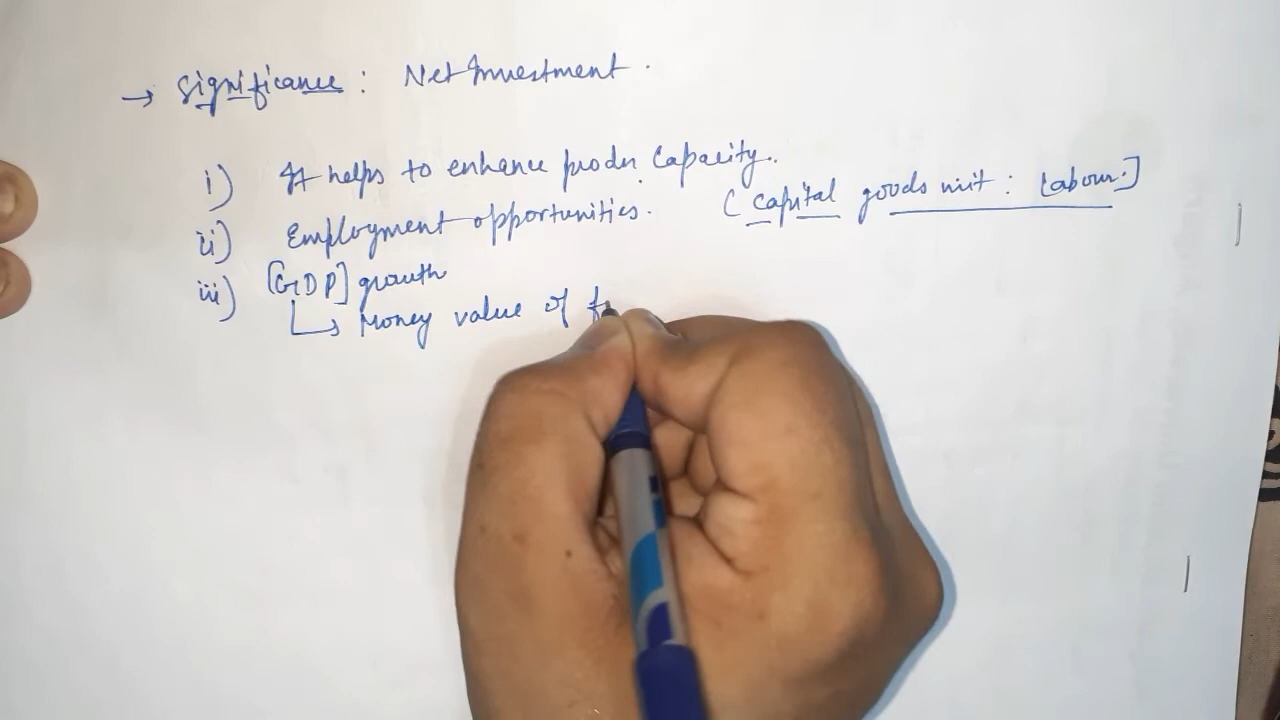 → Significance : Net Investment .
i) It helps to enhance prodn Capacity.
ii) Employment opportunities. ( Capital goods unit : Labour.]
iii) [GDP] growth
↳ Money value of f